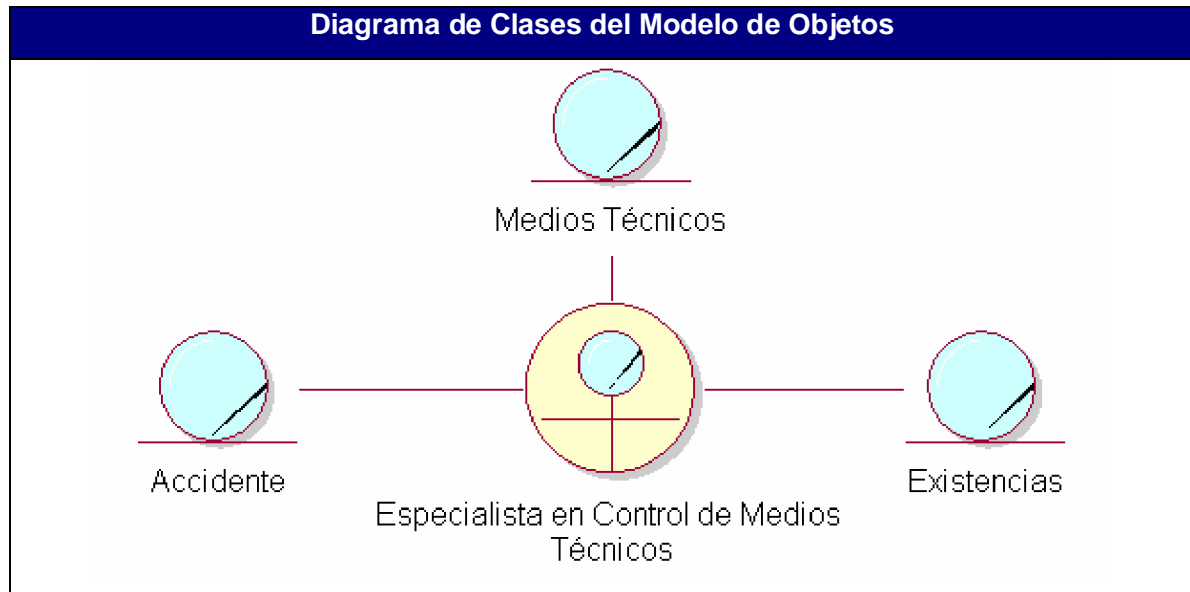 Diagrama de Clases del Modelo de Objetos
Medios Técnicos
Accidente
Existencias
Especialista en Control de Medios
Técnicos